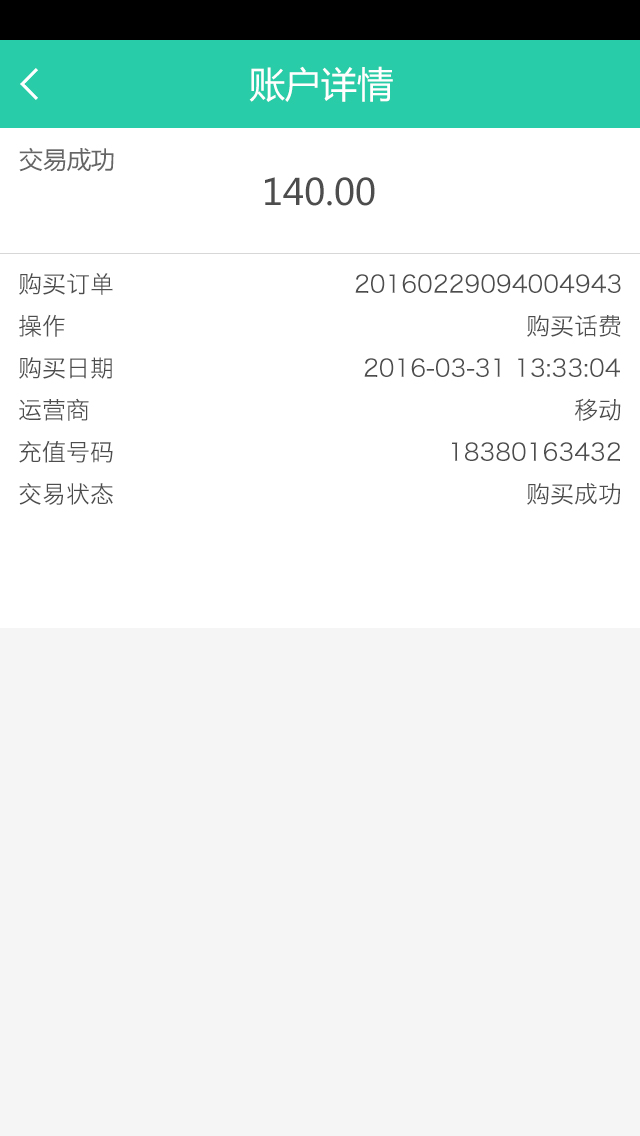 账户详情
交易成功
140.00
购买订单 20160229094004943
操作 购买话费
购买日期 2016-03-31 13:33:04
运营商 移动
充值号码 18380163432
交易状态 购买成功